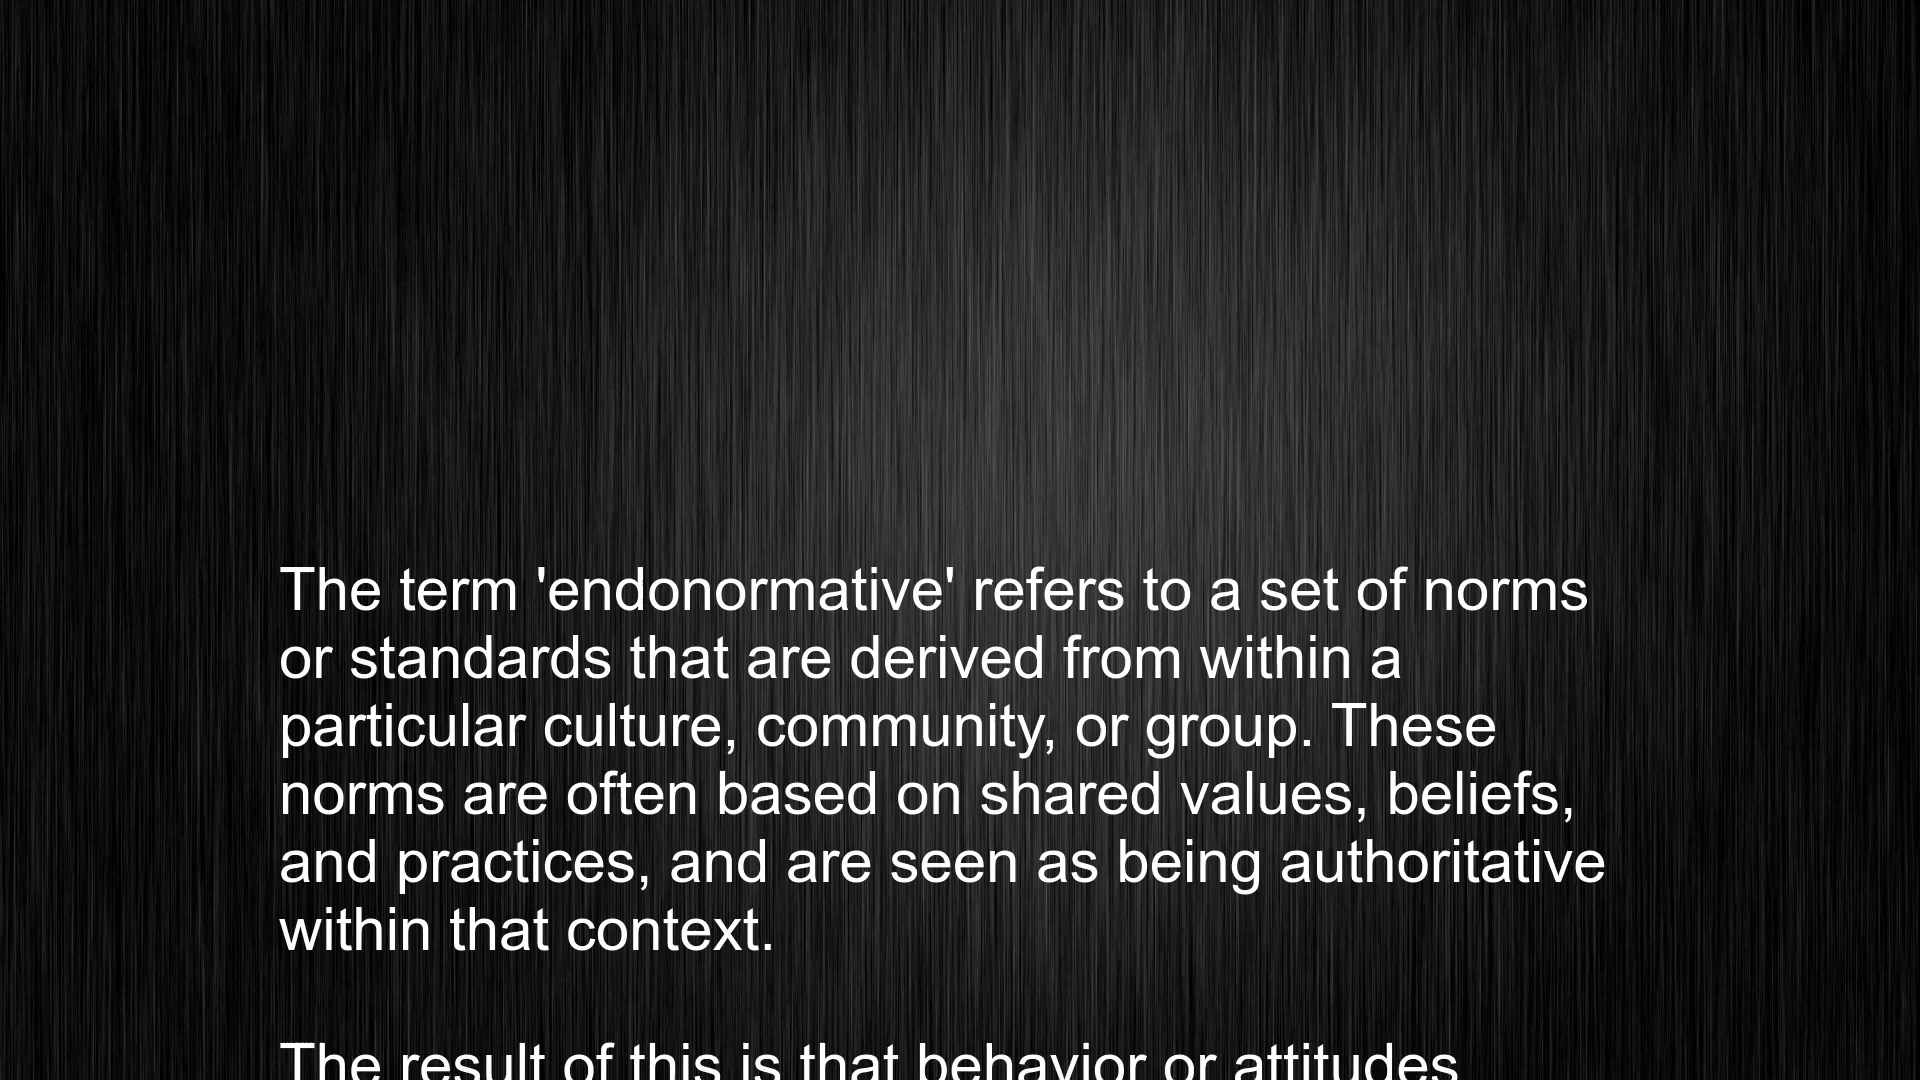 The term 'endonormative' refers to a set of norms
or standards that are derived from within a
particular culture, community, or group. These
norms are often based on shared values, beliefs,
and practices, and are seen as being authoritative
within that context.
The result of this is that behavior or attitudes